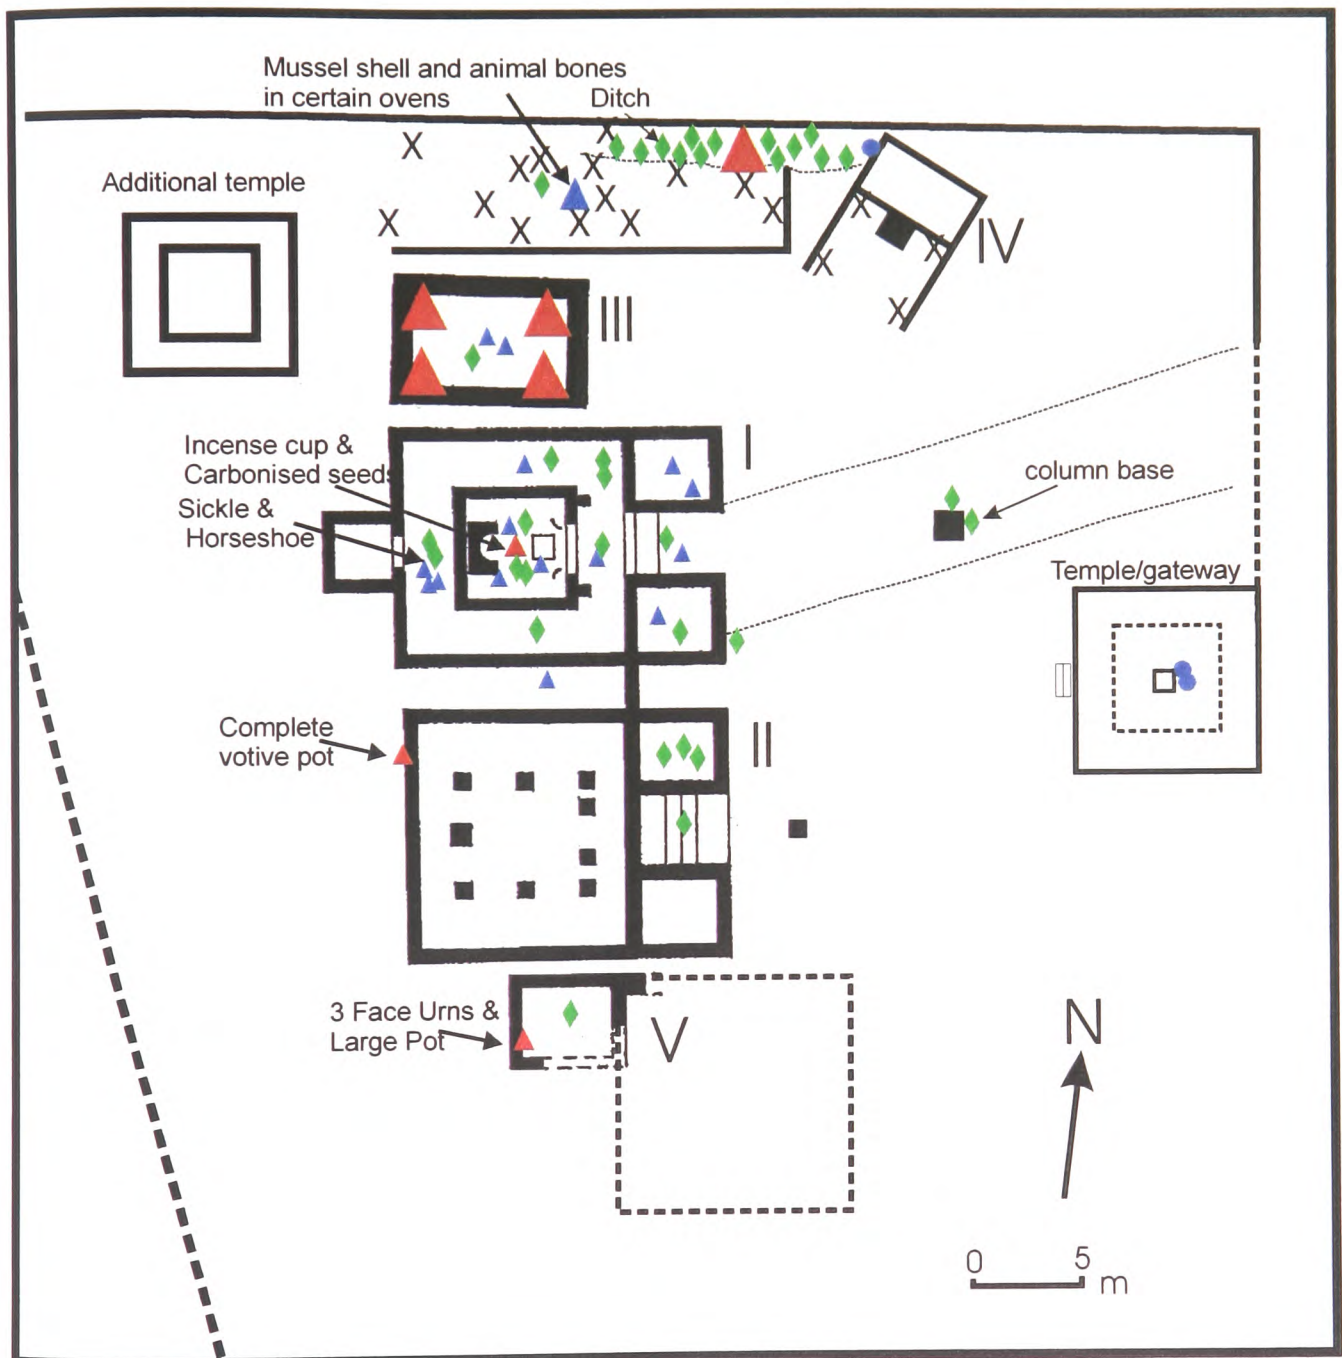 Mussel shell and animal bones
in certain ovens
Ditch
Additional temple
IV
III
Incense cup &
Carbonised seeds
I
column base
Sickle &
Horseshoe
Temple/gateway
Complete
votive pot
II
3 Face Urns &
Large Pot
V
N
0 5 m